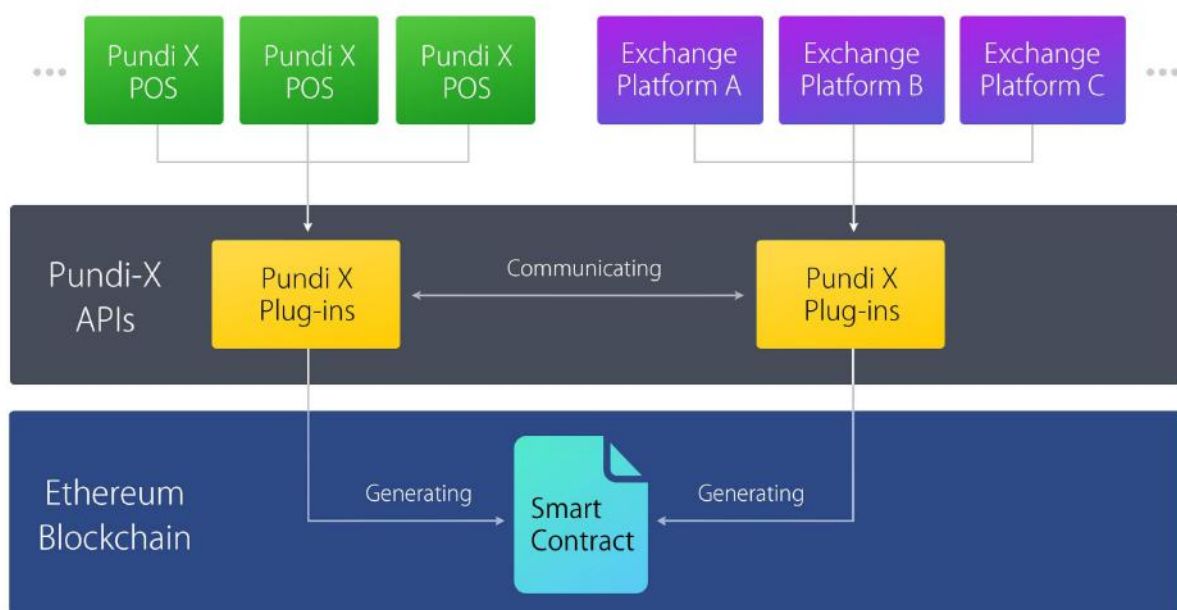 Pundi X
POS
Pundi X
POS
Pundi X
POS
Exchange
Platform A
Exchange
Platform B
Exchange
Platform C
Pundi-X
APIs
Pundi X
Plug-ins
Communicating
Pundi X
Plug-ins
Ethereum
Blockchain
Generating
Smart
Contract
Generating